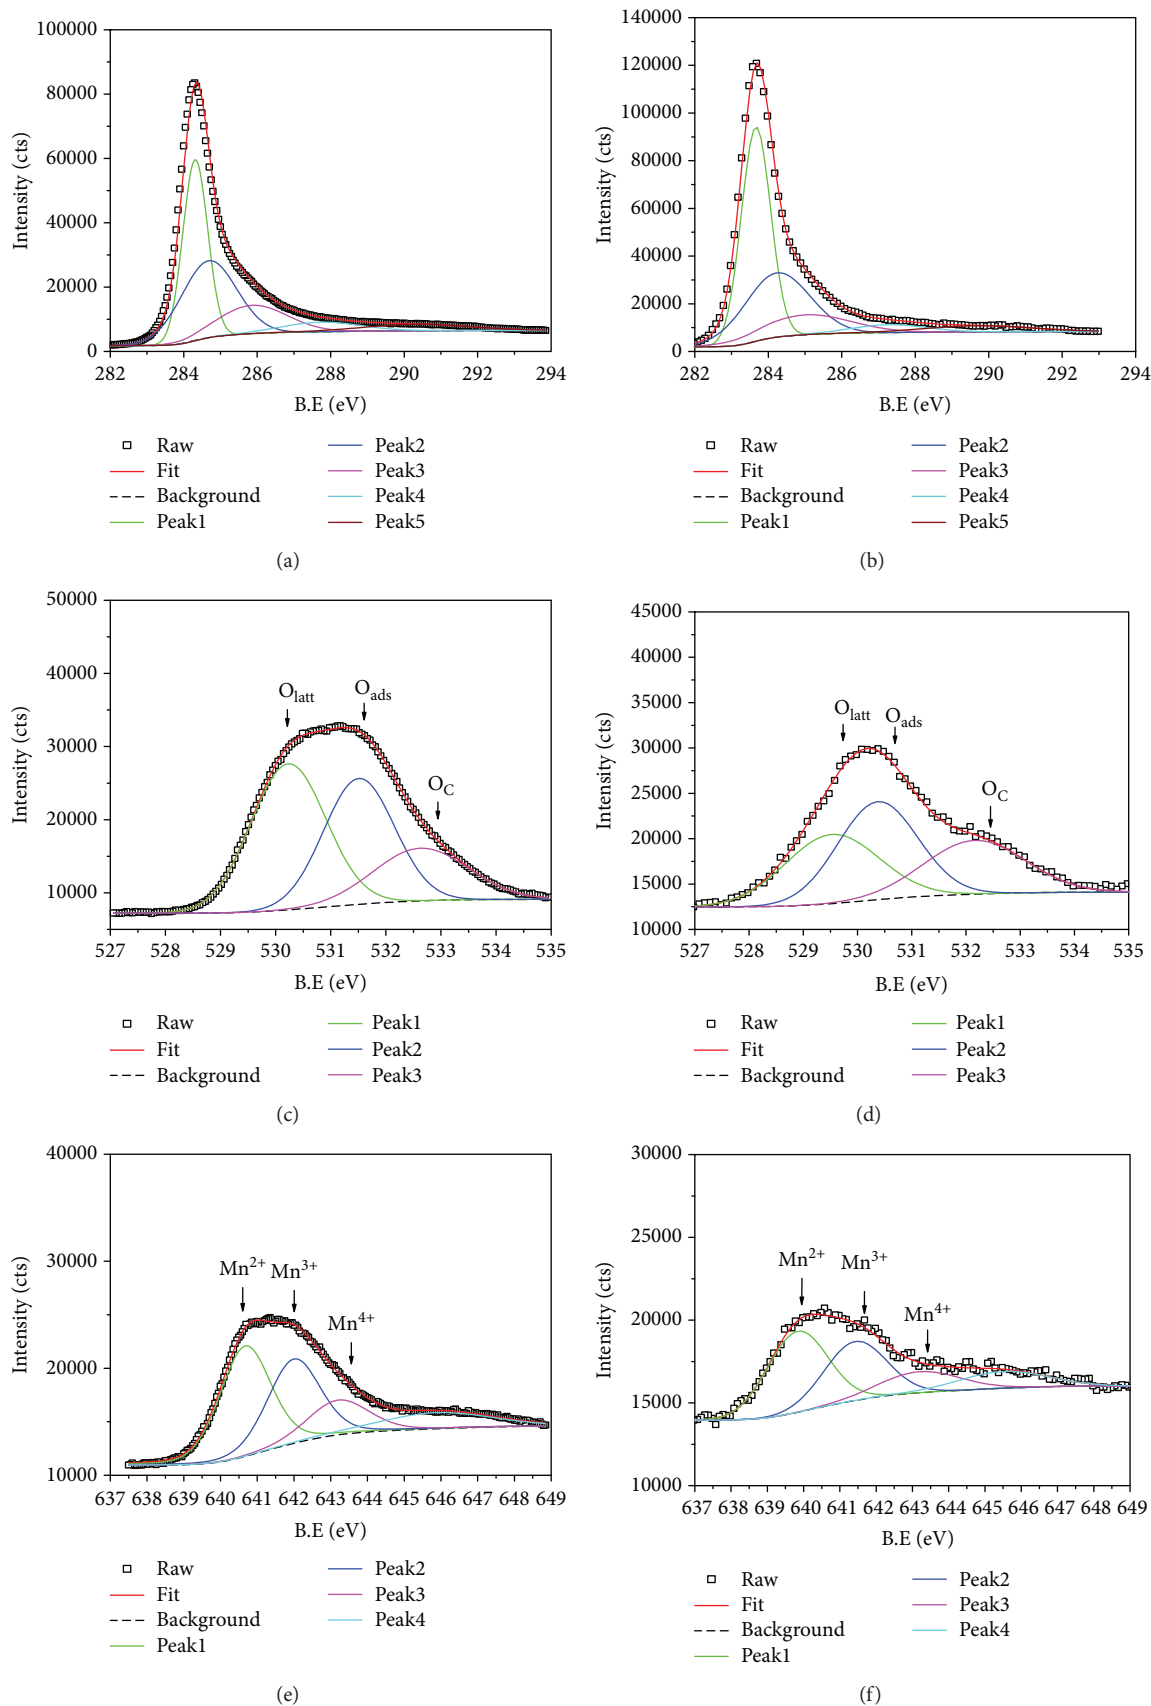 100000
80000
60000
40000
20000
0
Intensity (cts)
282 284 286 288 290 292 294
B.E (eV)
Raw
Fit
Background
Peak1
Peak2
Peak3
Peak4
Peak5
(a)
140000
120000
100000
80000
60000
40000
20000
0
Intensity (cts)
282 284 286 288 290 292 294
B.E (eV)
Raw
Fit
Background
Peak1
Peak2
Peak3
Peak4
Peak5
(b)
50000
40000
30000
20000
10000
Intensity (cts)
O_latt
O_ads
O_C
527 528 529 530 531 532 533 534 535
B.E (eV)
Raw
Fit
Background
Peak1
Peak2
Peak3
(c)
45000
40000
35000
30000
25000
20000
15000
10000
Intensity (cts)
O_latt
O_ads
O_C
527 528 529 530 531 532 533 534 535
B.E (eV)
Raw
Fit
Background
Peak1
Peak2
Peak3
(d)
40000
30000
20000
10000
Intensity (cts)
Mn²⁺
Mn³⁺
Mn⁴⁺
637 638 639 640 641 642 643 644 645 646 647 648 649
B.E (eV)
Raw
Fit
Background
Peak1
Peak2
Peak3
Peak4
(e)
30000
25000
20000
15000
10000
Intensity (cts)
Mn²⁺
Mn³⁺
Mn⁴⁺
637 638 639 640 641 642 643 644 645 646 647 648 649
B.E (eV)
Raw
Fit
Background
Peak1
Peak2
Peak3
Peak4
(f)